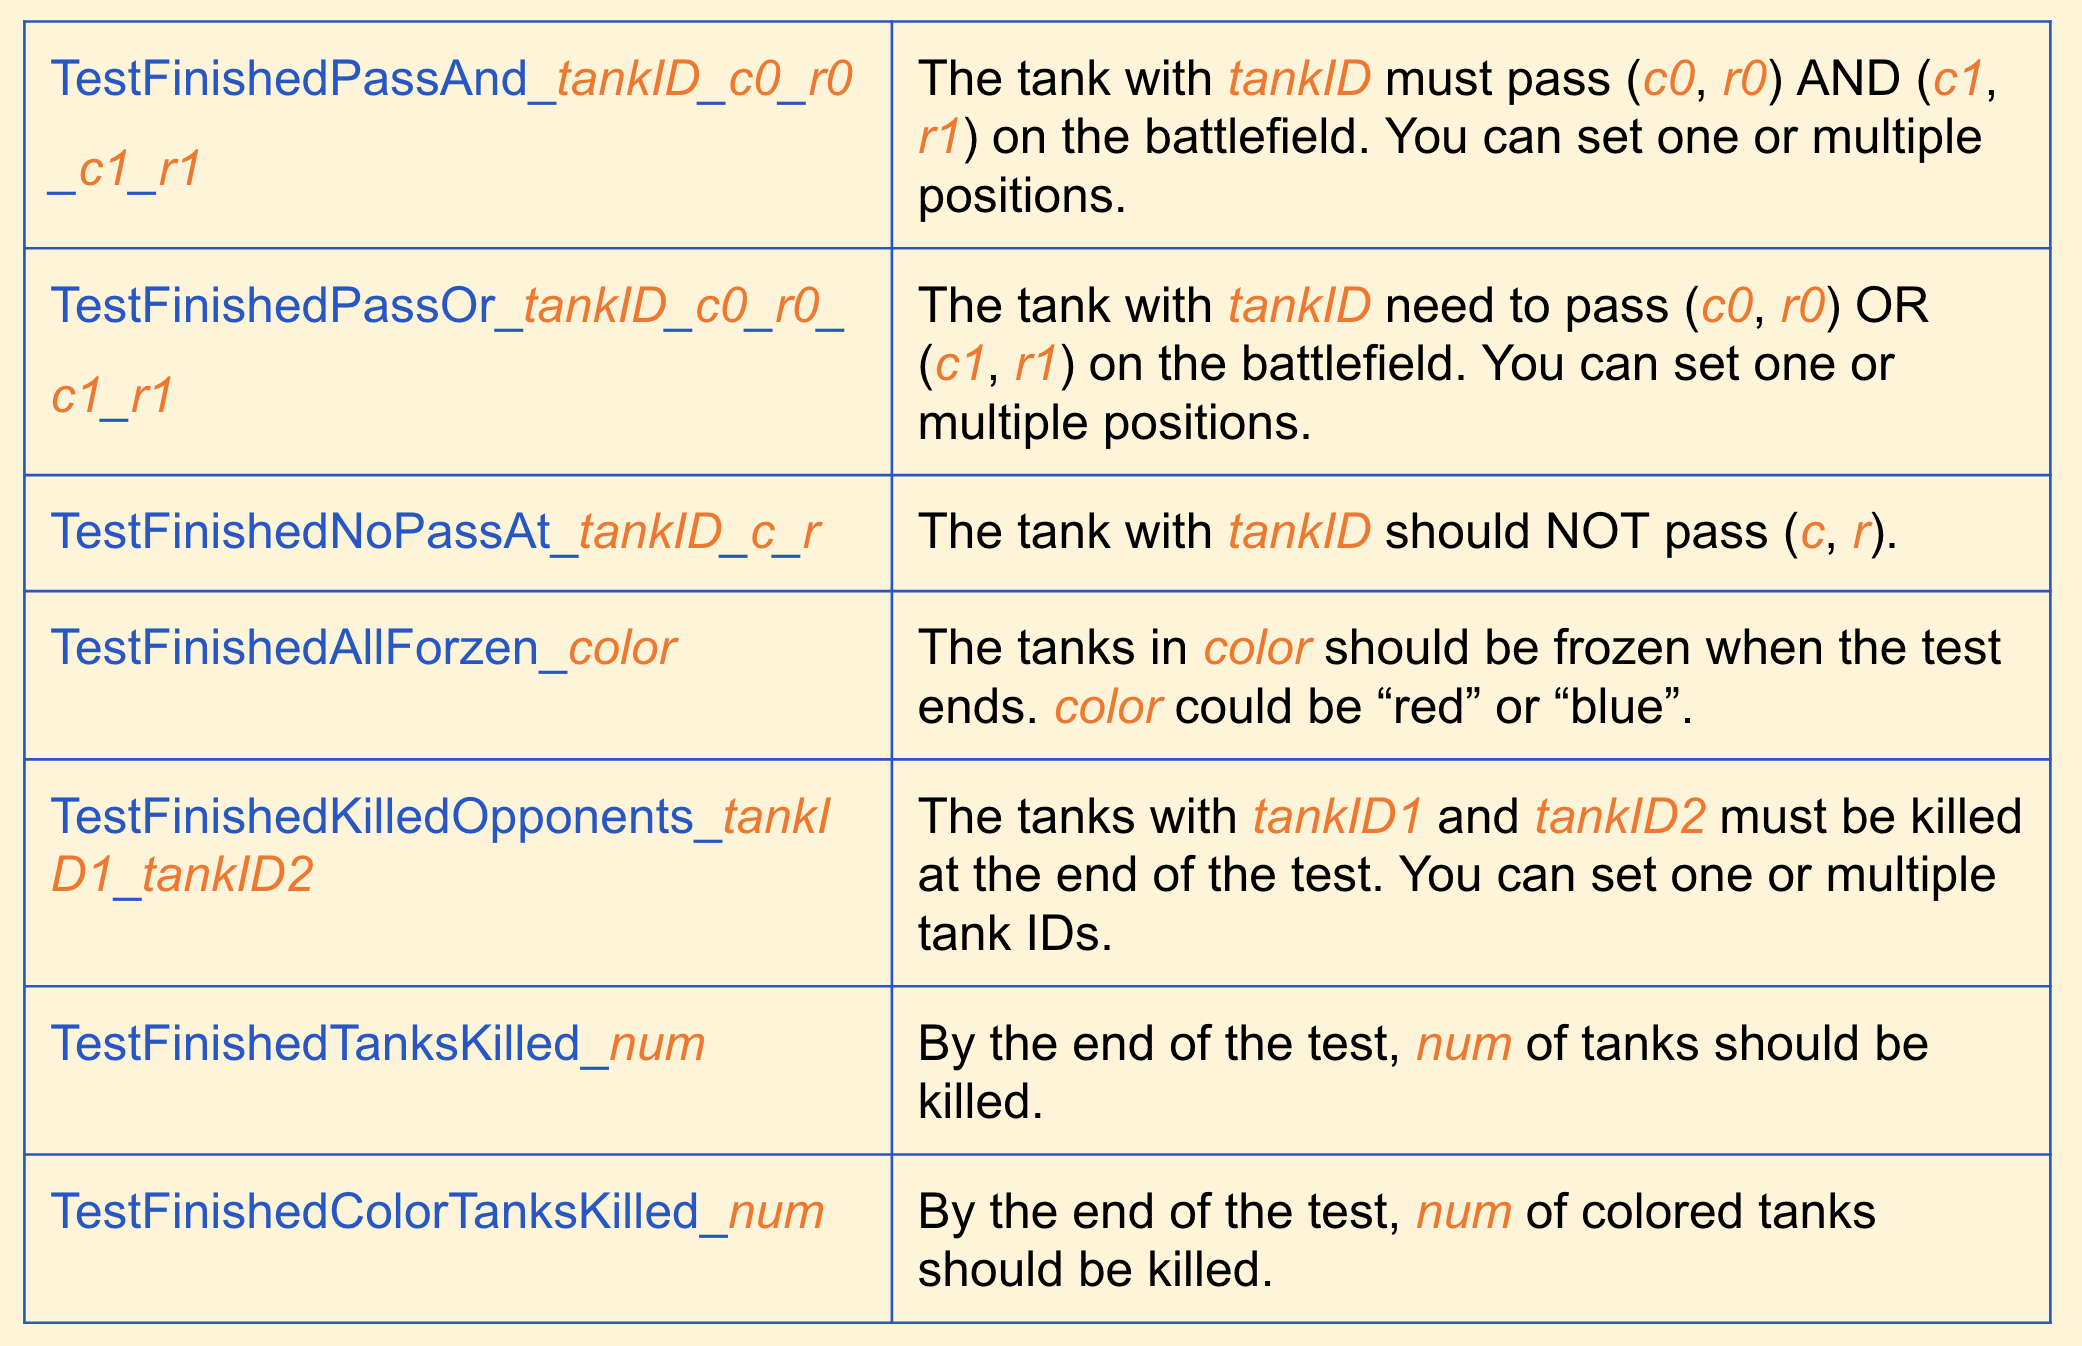 TestFinishedPassAnd_tankID_c0_r0
_c1_r1
The tank with tankID must pass (c0, r0) AND (c1,
r1) on the battlefield. You can set one or multiple
positions.
TestFinishedPassOr_tankID_c0_r0_
c1_r1
The tank with tankID need to pass (c0, r0) OR
(c1, r1) on the battlefield. You can set one or
multiple positions.
TestFinishedNoPassAt_tankID_c_r
The tank with tankID should NOT pass (c, r).
TestFinishedAllForzen_color
The tanks in color should be frozen when the test
ends. color could be “red” or “blue”.
TestFinishedKilledOpponents_tankI
D1_tankID2
The tanks with tankID1 and tankID2 must be killed
at the end of the test. You can set one or multiple
tank IDs.
TestFinishedTanksKilled_num
By the end of the test, num of tanks should be
killed.
TestFinishedColorTanksKilled_num
By the end of the test, num of colored tanks
should be killed.